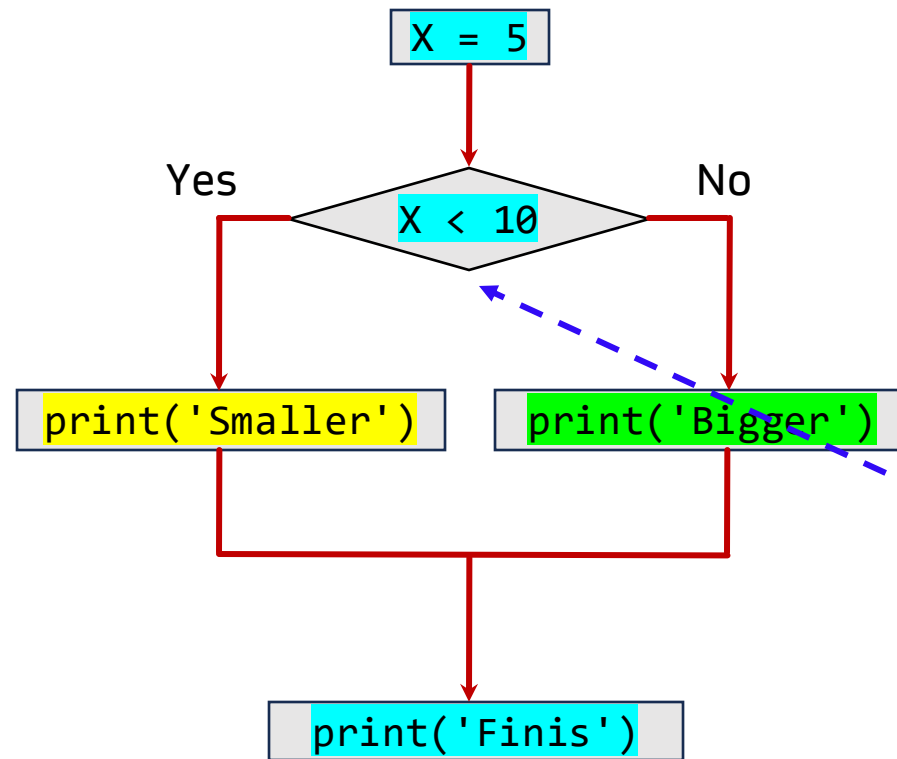 X = 5
Yes
No
X < 10
print('Smaller')
print('Bigger')
print('Finis')